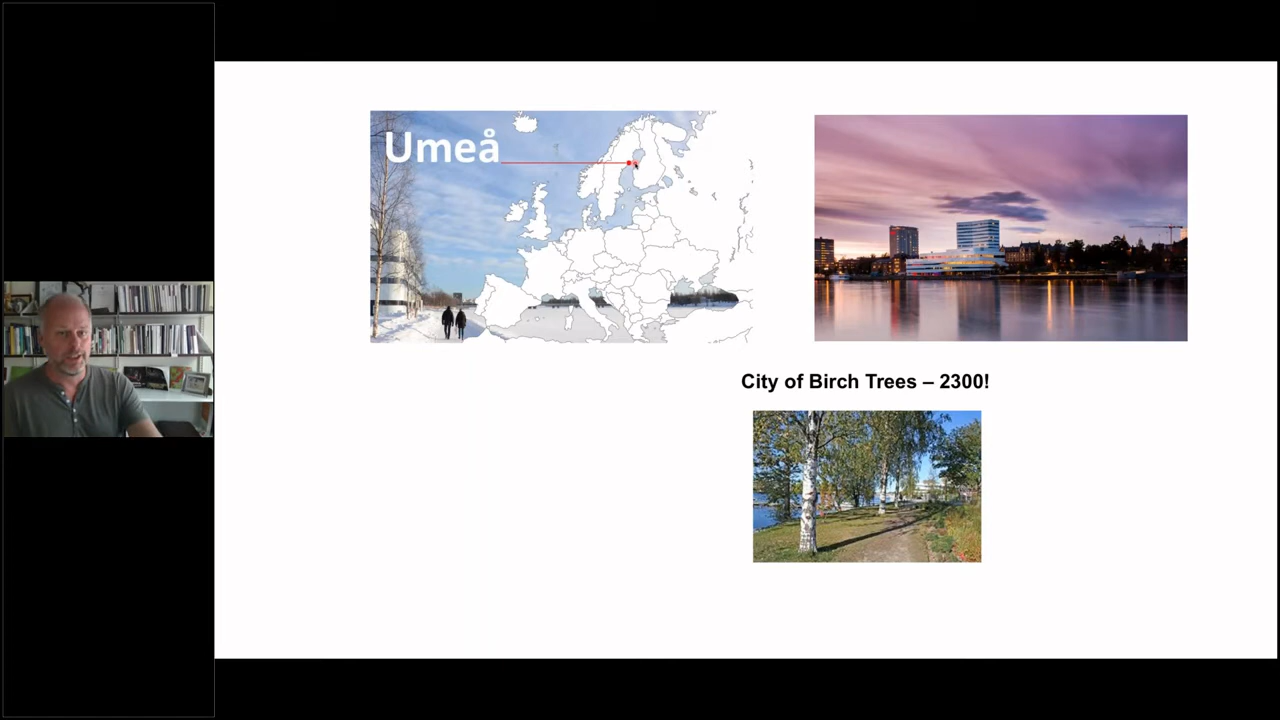 Umeå
City of Birch Trees – 2300!